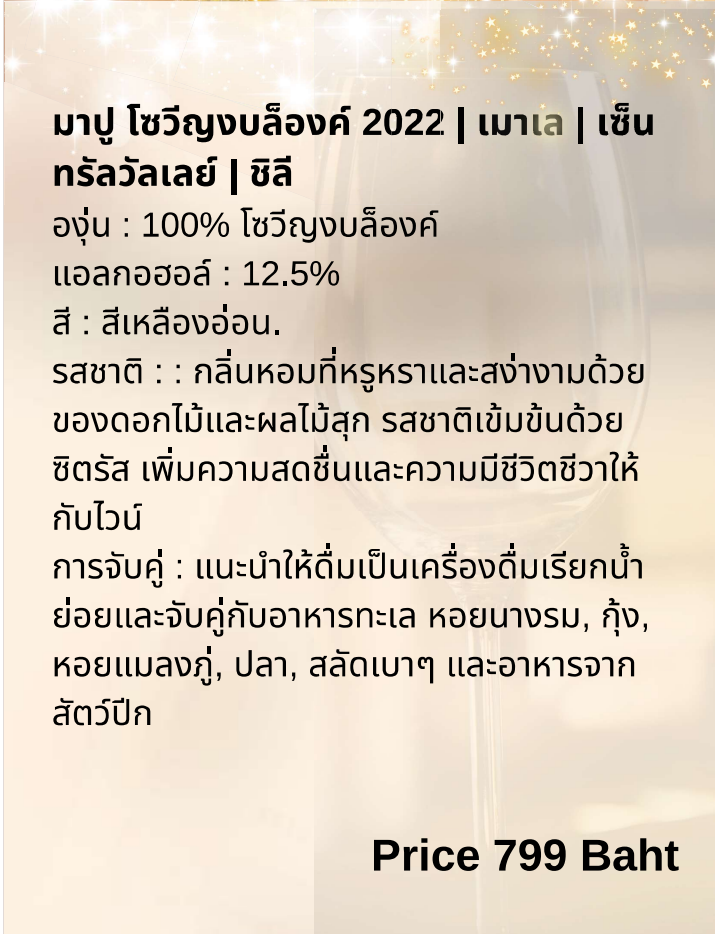 มาปู โซวีญงบล็องค์ 2022 | เมาเล | เซ็น
ทรัลวัลเลย์ | ชิลี
องุ่น : 100% โซวีญงบล็องค์
แอลกอฮอล์ : 12.5%
สี : สีเหลืองอ่อน.
รสชาติ : : กลิ่นหอมที่หรูหราและสง่างามด้วย
ของดอกไม้และผลไม้สุก รสชาติเข้มข้นด้วย
ซิตรัส เพิ่มความสดชื่นและความมีชีวิตชีวาให้
กับไวน์
การจับคู่ : แนะนำให้ดื่มเป็นเครื่องดื่มเรียกน้ำ
ย่อยและจับคู่กับอาหารทะเล หอยนางรม, กุ้ง,
หอยแมลงภู่, ปลา, สลัดเบาๆ และอาหารจาก
สัตว์ปีก
Price 799 Baht